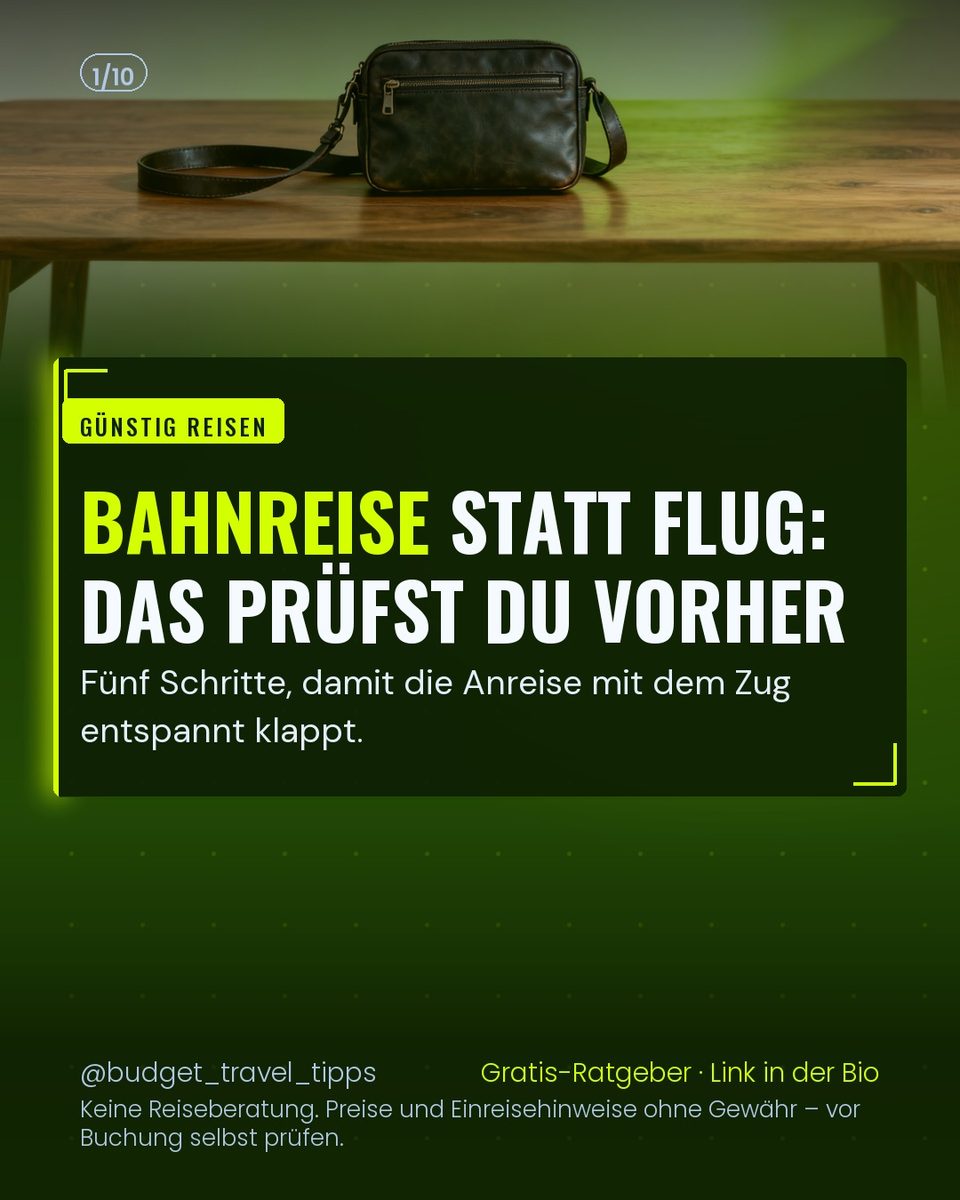 1/10
GÜNSTIG REISEN
BAHNREISE STATT FLUG:
DAS PRÜFST DU VORHER
Fünf Schritte, damit die Anreise mit dem Zug
entspannt klappt.
@budget_travel_tipps
Gratis-Ratgeber · Link in der Bio
Keine Reiseberatung. Preise und Einreisehinweise ohne Gewähr – vor
Buchung selbst prüfen.